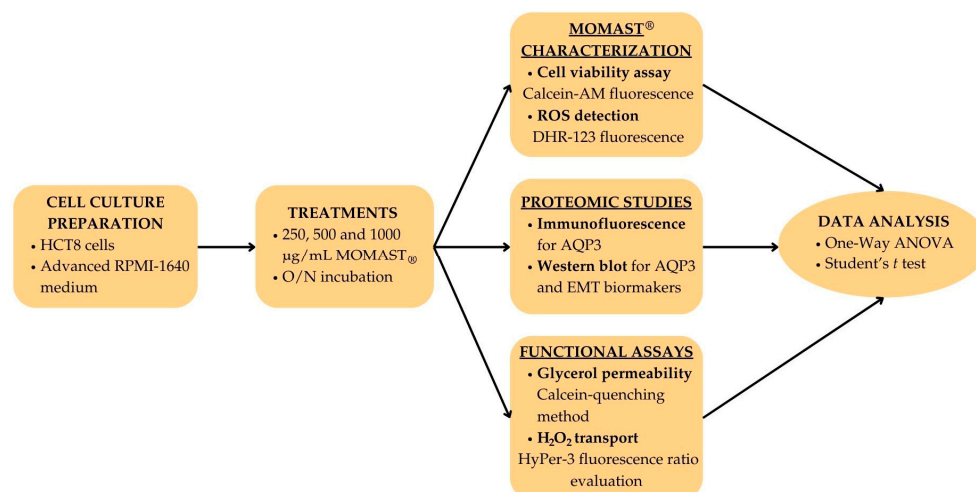 CELL CULTURE
PREPARATION
• HCT8 cells
• Advanced RPMI-1640
medium
TREATMENTS
• 250, 500 and 1000
µg/mL MOMAST®
• O/N incubation
MOMAST®
CHARACTERIZATION
• Cell viability assay
Calcein-AM fluorescence
• ROS detection
DHR-123 fluorescence
PROTEOMIC STUDIES
• Immunofluorescence
for AQP3
• Western blot for AQP3
and EMT biormakers
FUNCTIONAL ASSAYS
• Glycerol permeability
Calcein-quenching
method
• H₂O₂ transport
HyPer-3 fluorescence ratio
evaluation
DATA ANALYSIS
• One-Way ANOVA
• Student's t test